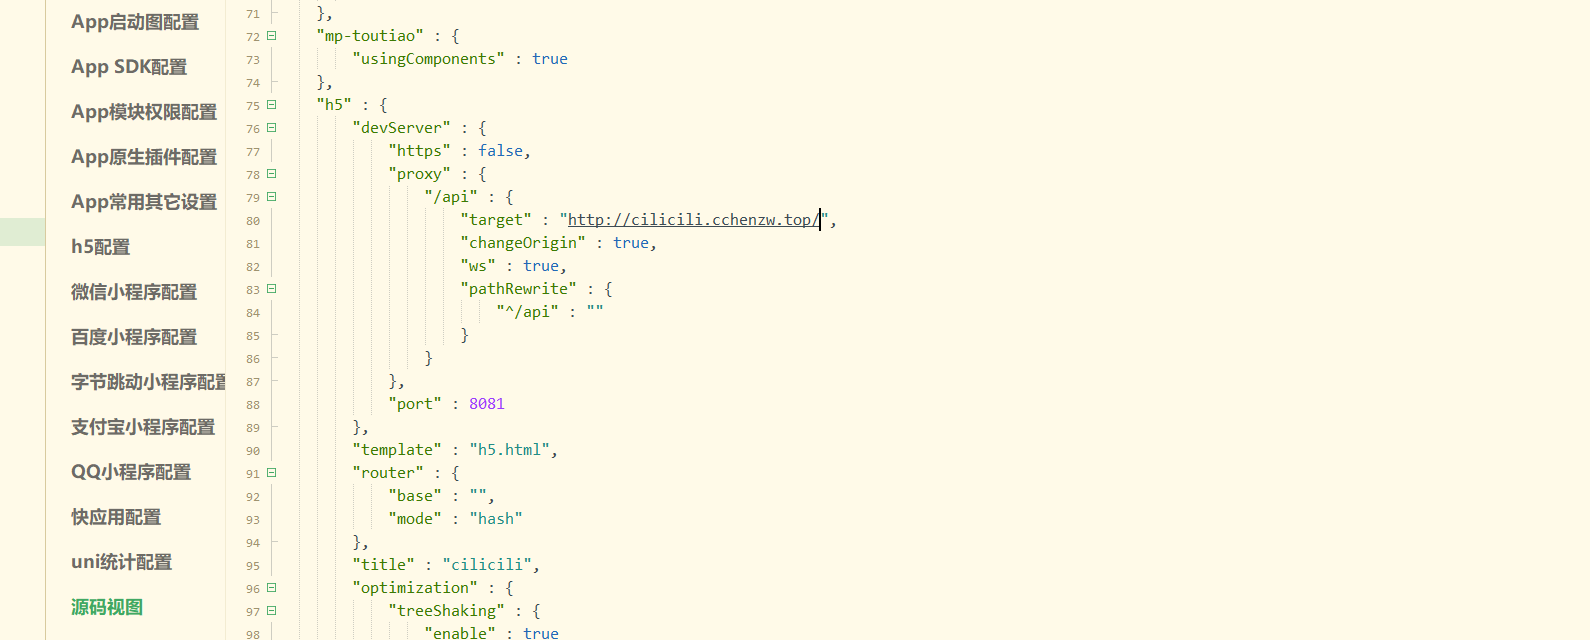 App启动图配置
App SDK配置
App模块权限配置
App原生插件配置
App常用其它设置
h5配置
微信小程序配置
百度小程序配置
字节跳动小程序配置
支付宝小程序配置
QQ小程序配置
快应用配置
uni统计配置
源码视图
71 },
72 "mp-toutiao" : {
73 "usingComponents" : true
74 },
75 "h5" : {
76 "devServer" : {
77 "https" : false,
78 "proxy" : {
79 "/api" : {
80 "target" : "http://cilicili.cchenzw.top/",
81 "changeOrigin" : true,
82 "ws" : true,
83 "pathRewrite" : {
84 "^/api" : ""
85 }
86 }
87 },
88 "port" : 8081
89 },
90 "template" : "h5.html",
91 "router" : {
92 "base" : "",
93 "mode" : "hash"
94 },
95 "title" : "cilicili",
96 "optimization" : {
97 "treeShaking" : {
98 "enable" : true